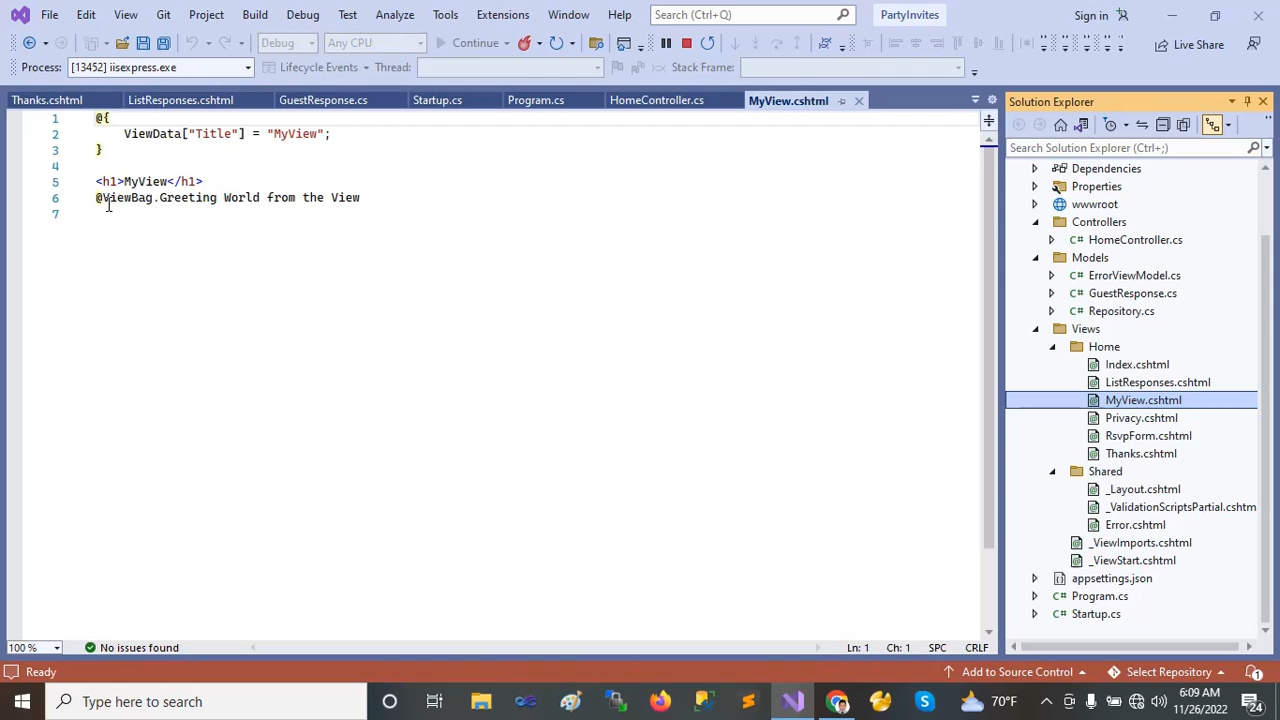 File Edit View Git Project Build Debug Test Analyze Tools Extensions Window Help Search (Ctrl+Q) PartyInvites Sign in
Debug Any CPU Continue Live Share
Process: [13452] iisexpress.exe Lifecycle Events Thread: Stack Frame:
Thanks.cshtml ListResponses.cshtml GuestResponse.cs Startup.cs Program.cs HomeController.cs MyView.cshtml
1 @{
2 ViewData["Title"] = "MyView";
3 }
4
5 <h1>MyView</h1>
6 @ViewBag.Greeting World from the View
7
Solution Explorer
Search Solution Explorer (Ctrl+;)
Dependencies
Properties
wwwroot
Controllers
C# HomeController.cs
Models
C# ErrorViewModel.cs
C# GuestResponse.cs
C# Repository.cs
Views
Home
Index.cshtml
ListResponses.cshtml
MyView.cshtml
Privacy.cshtml
RsvpForm.cshtml
Thanks.cshtml
Shared
_Layout.cshtml
_ValidationScriptsPartial.cshtm
Error.cshtml
_ViewImports.cshtml
_ViewStart.cshtml
appsettings.json
C# Program.cs
C# Startup.cs
100 % No issues found Ln: 1 Ch: 1 SPC CRLF
Ready Add to Source Control Select Repository 1
Type here to search 70°F 6:09 AM
11/26/2022 24